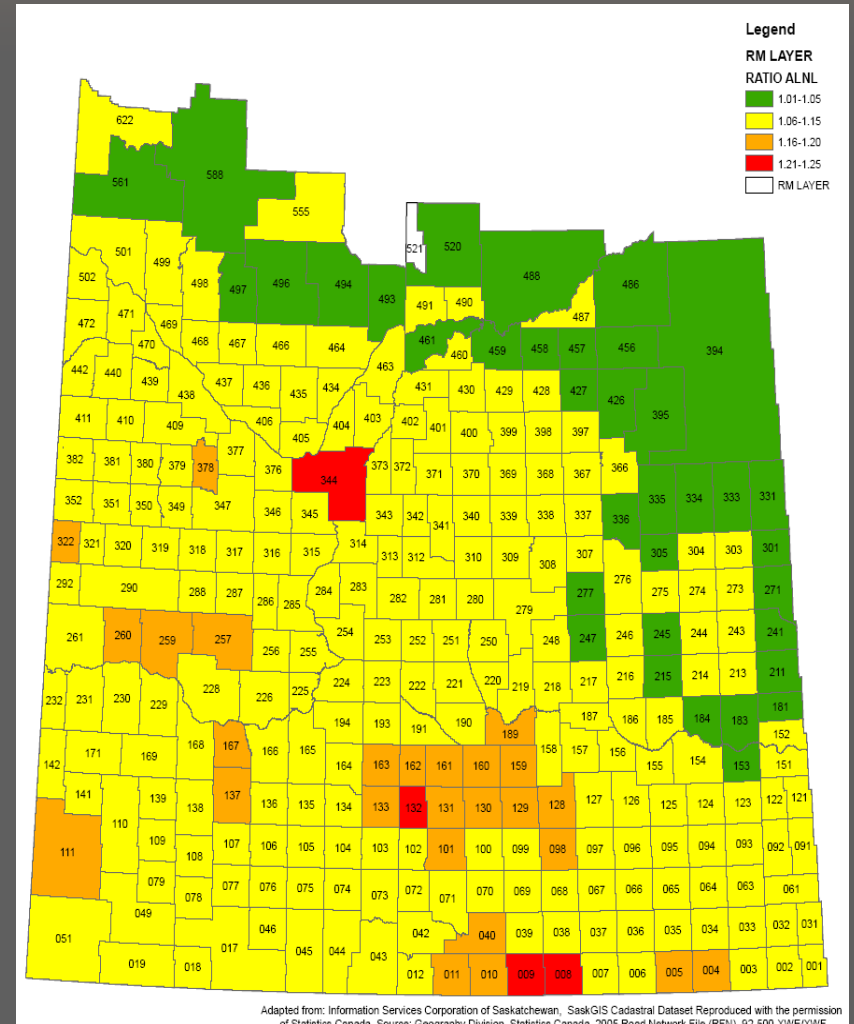 Legend
RM LAYER
RATIO ALNL
1.01-1.05
1.06-1.15
1.16-1.20
1.21-1.25
RM LAYER
622
588
561
555
501 499 521 520
502 498 497 496 494 493 488 486
471 491 490 487
472 469 394
470 468 467 466 464 463 461 460 459 458 457 456
442 440 439 438 437 436 435 434 431 430 429 428 427 426
411 410 409 406 405 404 403 402 401 400 399 398 397 395
382 381 380 379 378 377 376 344 373 372 371 370 369 368 367 366
352 351 350 349 347 346 345 343 342 341 340 339 338 337 336 335 334 333 331
322 321 320 319 318 317 316 315 314 313 312 310 309 308 307 305 304 303 301
292 290 288 287 286 285 284 283 282 281 280 279 277 276 275 274 273 271
261 260 259 257 256 255 254 253 252 251 250 248 247 246 245 244 243 241
232 231 230 229 228 226 225 224 223 222 221 220 219 218 217 216 215 214 213 211
194 193 191 190 189 187 186 185 184 183 181
142 171 169 168 167 166 165 164 163 162 161 160 159 158 157 156 155 154 153 152 151
141 110 139 138 137 136 135 134 133 132 131 130 129 128 127 126 125 124 123 122 121
111 109 108 107 106 105 104 103 102 101 100 099 098 097 096 095 094 093 092 091
079 078 077 076 075 074 073 072 071 070 069 068 067 066 065 064 063 061
051 049 046 042 040 039 038 037 036 035 034 033 032 031
019 018 017 045 044 043 012 011 010 009 008 007 006 005 004 003 002 001
Adapted from: Information Services Corporation of Saskatchewan, SaskGIS Cadastral Dataset Reproduced with the permission
of Statistics Canada. Source: Geography Division, Statistics Canada, 2005 Road Network File (RFN), 92-500-XWE/XWF